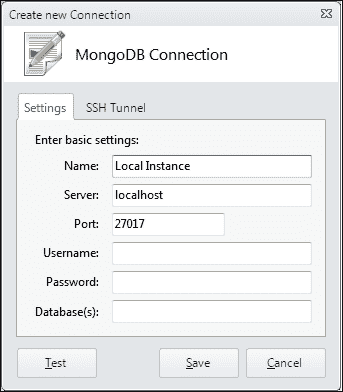 Create new Connection
MongoDB Connection
Settings SSH Tunnel
Enter basic settings:
Name: Local Instance
Server: localhost
Port: 27017
Username:
Password:
Database(s):
Test Save Cancel